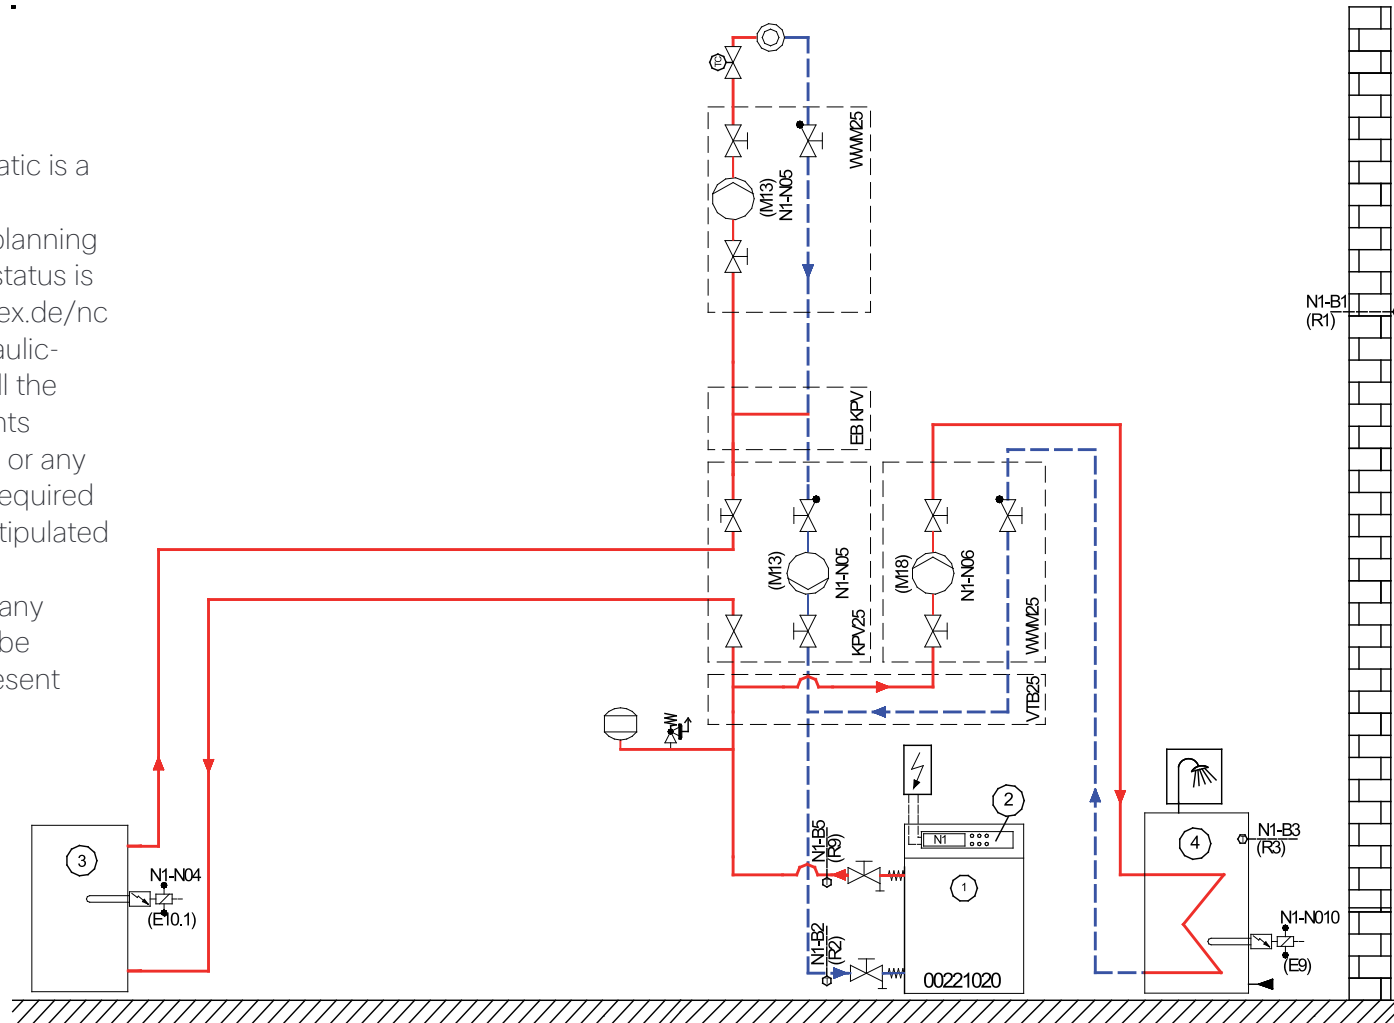 atic is a
planning
status is
ex.de/nc
aulic-
ll the
nts
or any
equired
tipulated
any
be
esent
TC
WWM25
(M13)
N1-N05
N1-B1
(R1)
EB KPV
(M13)
N1-N05
KPV25
(M18)
N1-N06
WWM25
VTB25
3
N1-N04
(E10.1)
N1-B5
(R9)
N1-B2
(R2)
N1
2
1
00221020
4
N1-B3
(R3)
N1-N010
(E9)